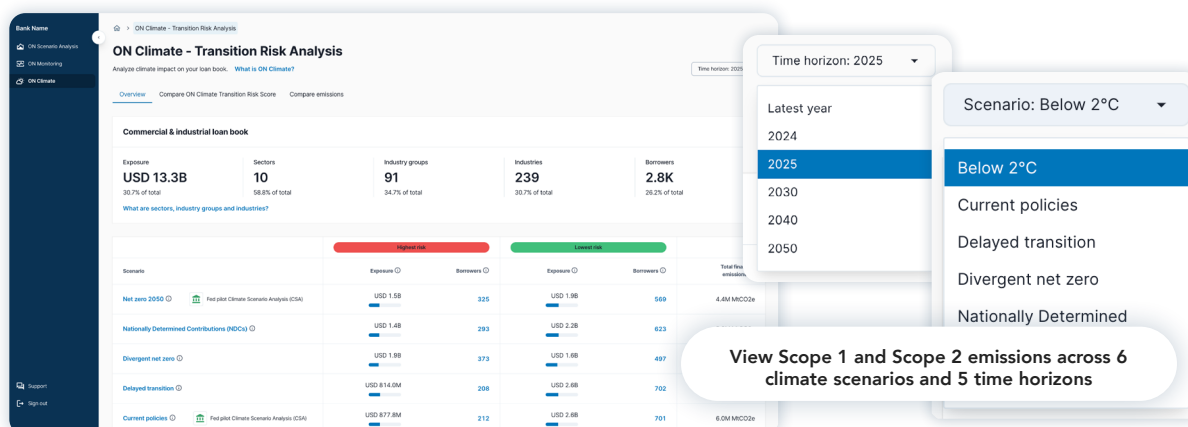 Bank Name
ON Scenario Analysis
ON Monitoring
ON Climate
ON Climate - Transition Risk Analysis
ON Climate - Transition Risk Analysis
Analyze climate impact on your loan book. What is ON Climate?
Time horizon: 2025
Overview Compare ON Climate Transition Risk Score Compare emissions
Commercial & industrial loan book
Exposure Sectors Industry groups Industries Borrowers
USD 13.3B 10 91 239 2.8K
30.7% of total 58.8% of total 34.7% of total 30.7% of total 26.2% of total
What are sectors, industry groups and industries?
Highest risk Lowest risk
Scenario Exposure Borrowers Exposure Borrowers Total
Net zero 2050 Fed pilot Climate Scenario Analysis (CSA) USD 1.5B 325 USD 1.9B 569 4.4M MtCO2e
Nationally Determined Contributions (NDCs) USD 1.4B 293 USD 2.2B 623
Divergent net zero USD 1.9B 373 USD 1.6B 497
Delayed transition USD 814.0M 208 USD 2.6B 702
Current policies Fed pilot Climate Scenario Analysis (CSA) USD 877.8M 212 USD 2.6B 701 6.0M MtCO2e
Support
Sign out
Time horizon: 2025
Latest year
2024
2025
2030
2040
2050
Scenario: Below 2°C
Below 2°C
Current policies
Delayed transition
Divergent net zero
Nationally Determined
View Scope 1 and Scope 2 emissions across 6
climate scenarios and 5 time horizons